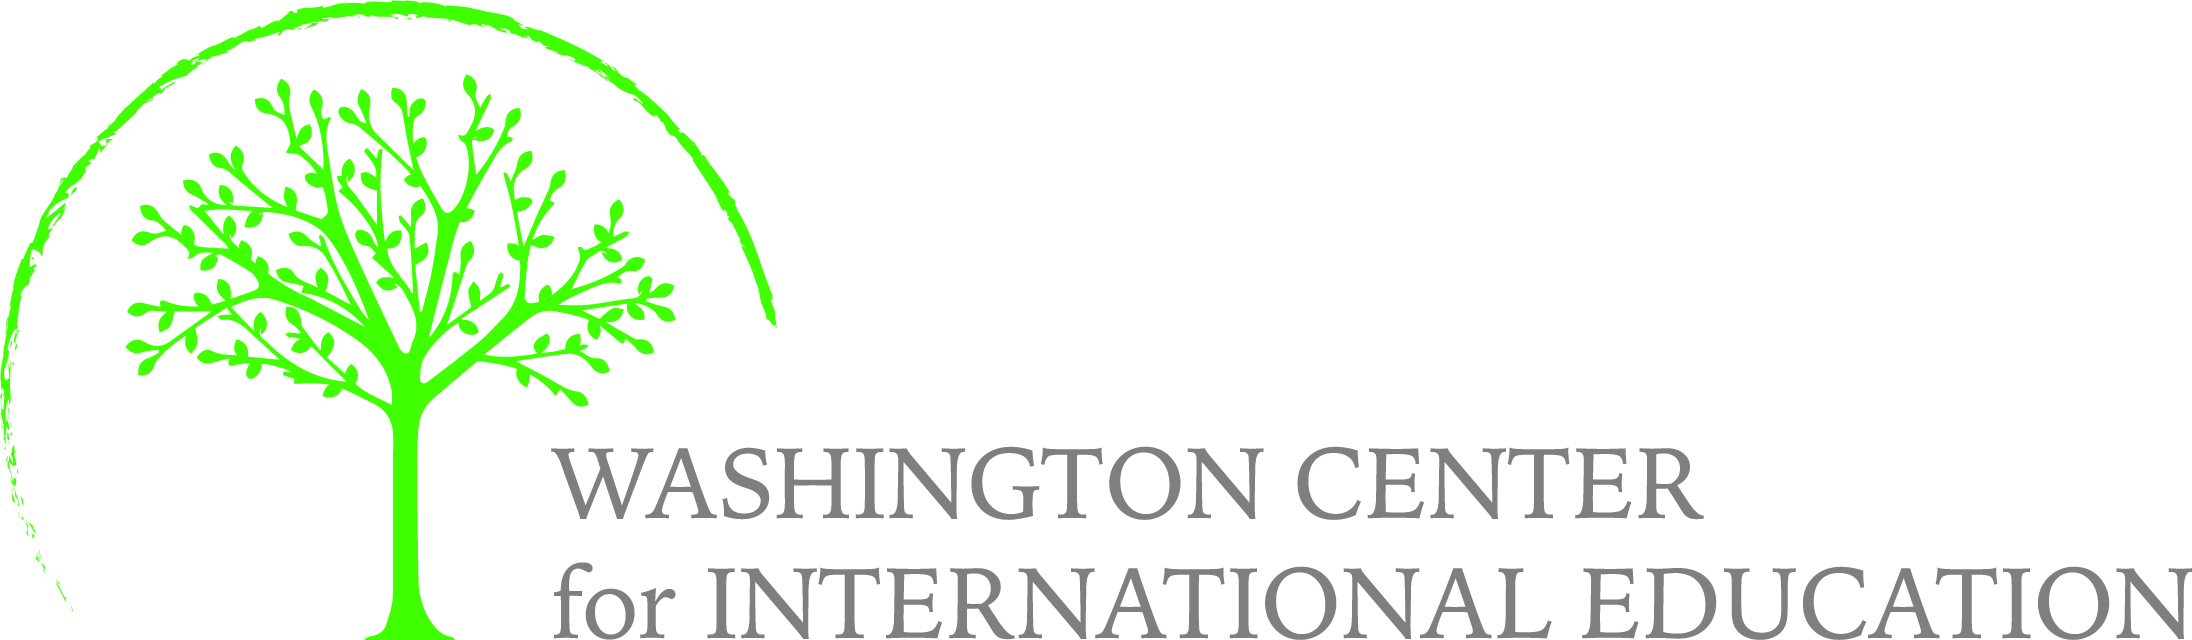 WASHINGTON CENTER
for INTERNATIONAL EDUCATION